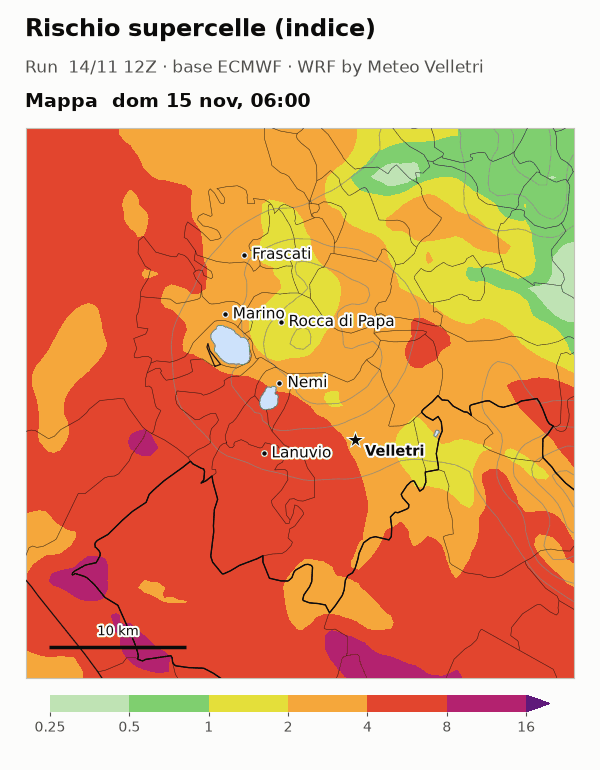 Rischio supercelle (indice)
Run  14/11 12Z · base ECMWF · WRF by Meteo Velletri
Mappa  dom 15 nov, 06:00
Frascati
Marino
Rocca di Papa
Nemi
Velletri
Lanuvio
10 km
0.25 0.5 1 2 4 8 16